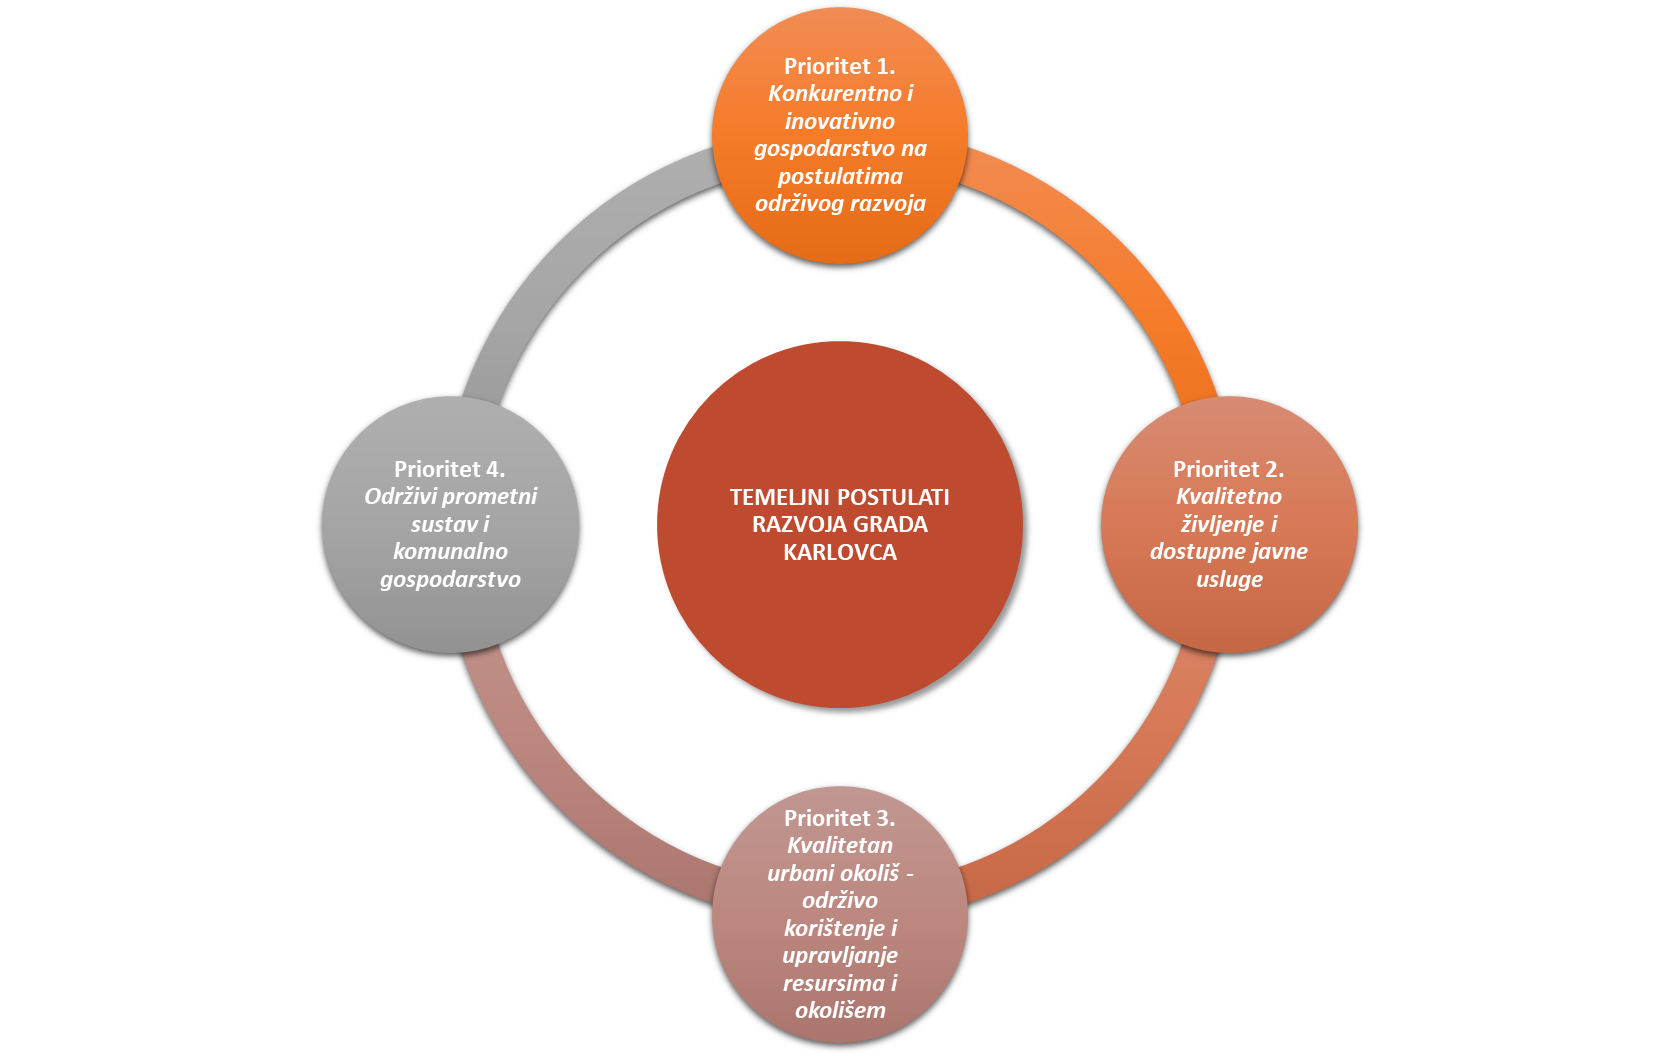 Prioritet 1.
Konkurentno i
inovativno
gospodarstvo na
postulatima
održivog razvoja
Prioritet 2.
Kvalitetno
življenje i
dostupne javne
usluge
Prioritet 3.
Kvalitetan
urbani okoliš -
održivo
korištenje i
upravljanje
resursima i
okolišem
Prioritet 4.
Održivi prometni
sustav i
komunalno
gospodarstvo
TEMELJNI POSTULATI
RAZVOJA GRADA
KARLOVCA